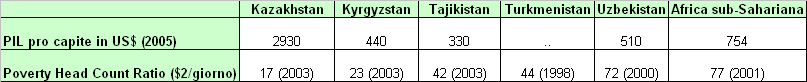 Kazakhstan Kyrgyzstan Tajikistan Turkmenistan Uzbekistan Africa sub-Sahariana
PIL pro capite in US$ (2005) 2930 440 330 .. 510 754
Poverty Head Count Ratio ($2/giorno) 17 (2003) 23 (2003) 42 (2003) 44 (1998) 72 (2000) 77 (2001)